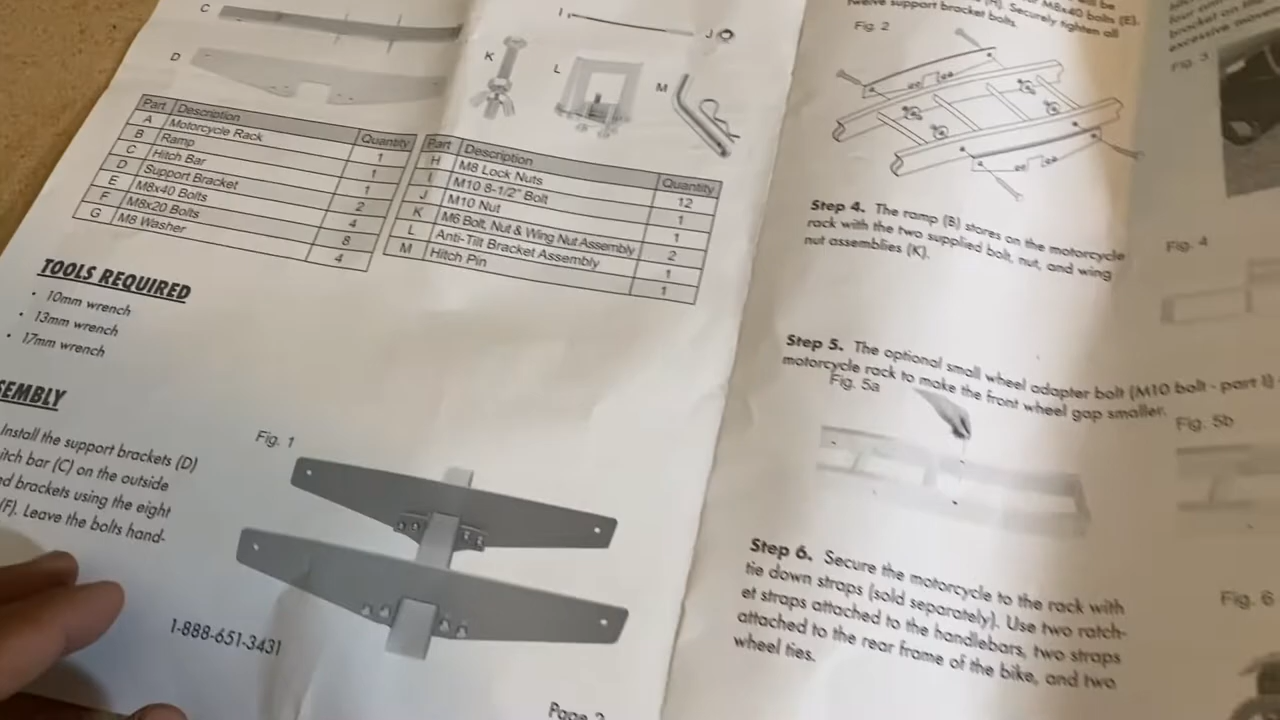 C
D
I
J
K
L
M
Part Description Quantity
A Motorcycle Rack 1
B Ramp 1
C Hitch Bar 1
D Support Bracket 2
E M8x40 Bolts 4
F M8x20 Bolts 8
G M8 Washer 4
Part Description Quantity
H M8 Lock Nuts 12
I M10 8-1/2" Bolt 1
J M10 Nut 1
K M6 Bolt, Nut & Wing Nut Assembly 2
L Anti-Tilt Bracket Assembly 1
M Hitch Pin 1
TOOLS REQUIRED
• 10mm wrench
• 13mm wrench
• 17mm wrench
SEMBLY
Install the support brackets (D)
itch bar (C) on the outside
d brackets using the eight
(F). Leave the bolts hand-
Fig. 1
1-888-651-3431
Page 2
be
M8x40 bolts (E).
(H). Securely tighten all
twelve support bracket bolts.
Fig. 2
Step 4. The ramp (B) stores on the motorcycle
rack with the two supplied bolt, nut, and wing
nut assemblies (K).
Step 5. The optional small wheel adapter bolt (M10 bolt - part I)
motorcycle rack to make the front wheel gap smaller.
Fig. 5a
Fig. 5b
Step 6. Secure the motorcycle to the rack with
tie down straps (sold separately). Use two ratch-
et straps attached to the handlebars, two straps
attached to the rear frame of the bike, and two
wheel ties.
bracket on the
excessive movem
Fig. 3
Fig. 4
Fig. 6